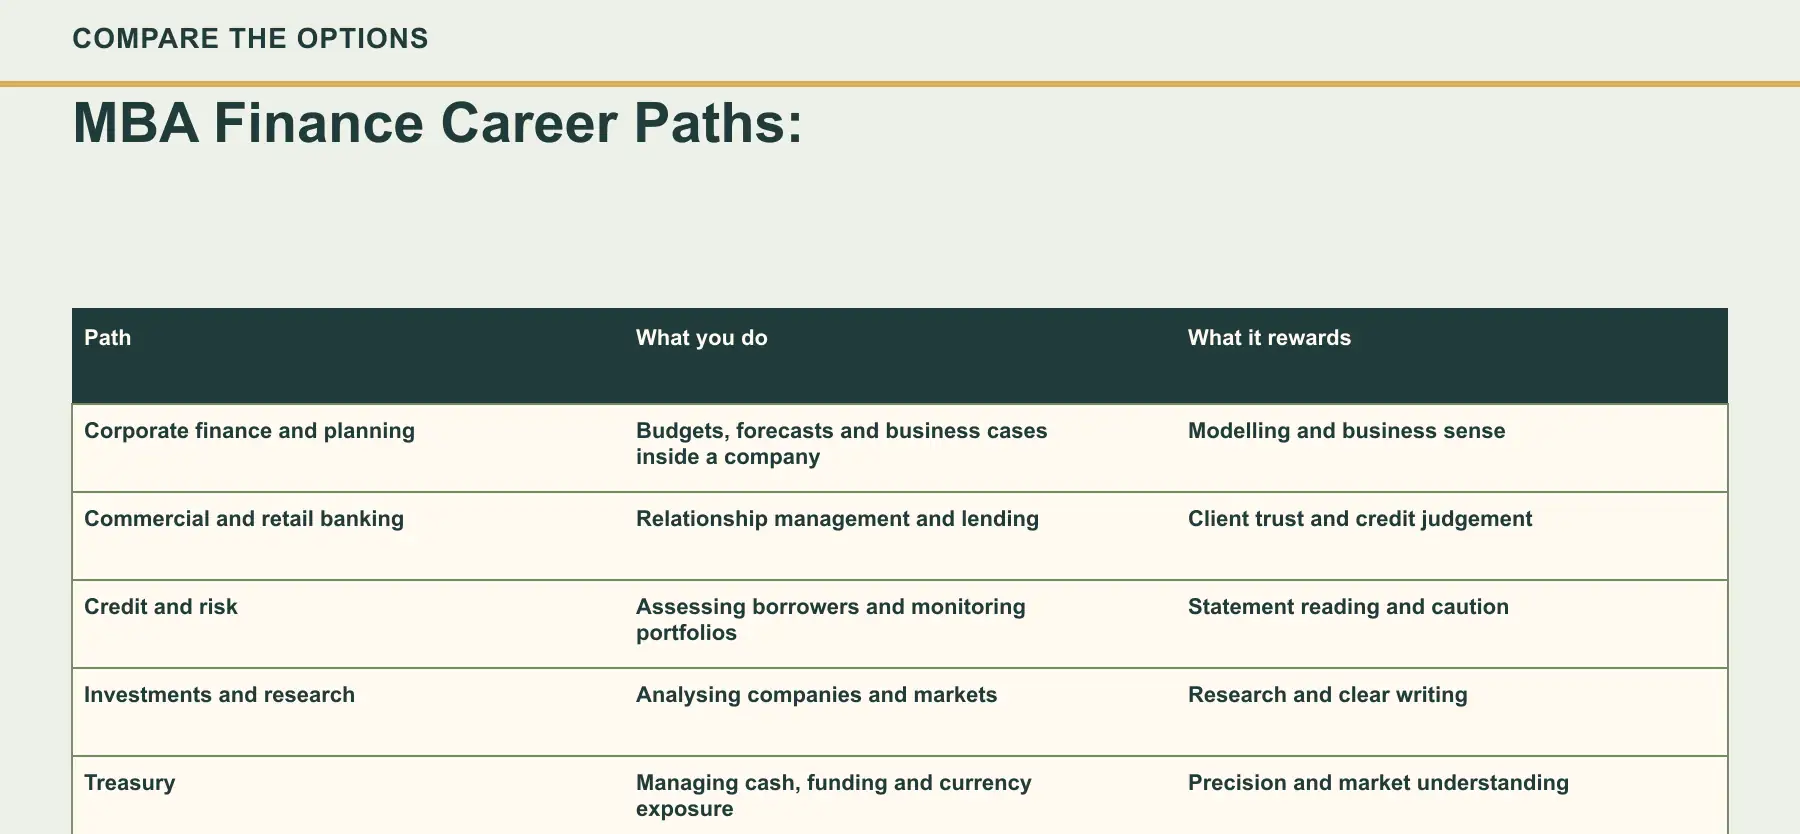 COMPARE THE OPTIONS
MBA Finance Career Paths:
Path What you do What it rewards
Corporate finance and planning Budgets, forecasts and business cases Modelling and business sense
inside a company
Commercial and retail banking Relationship management and lending Client trust and credit judgement
Credit and risk Assessing borrowers and monitoring Statement reading and caution
portfolios
Investments and research Analysing companies and markets Research and clear writing
Treasury Managing cash, funding and currency Precision and market understanding
exposure